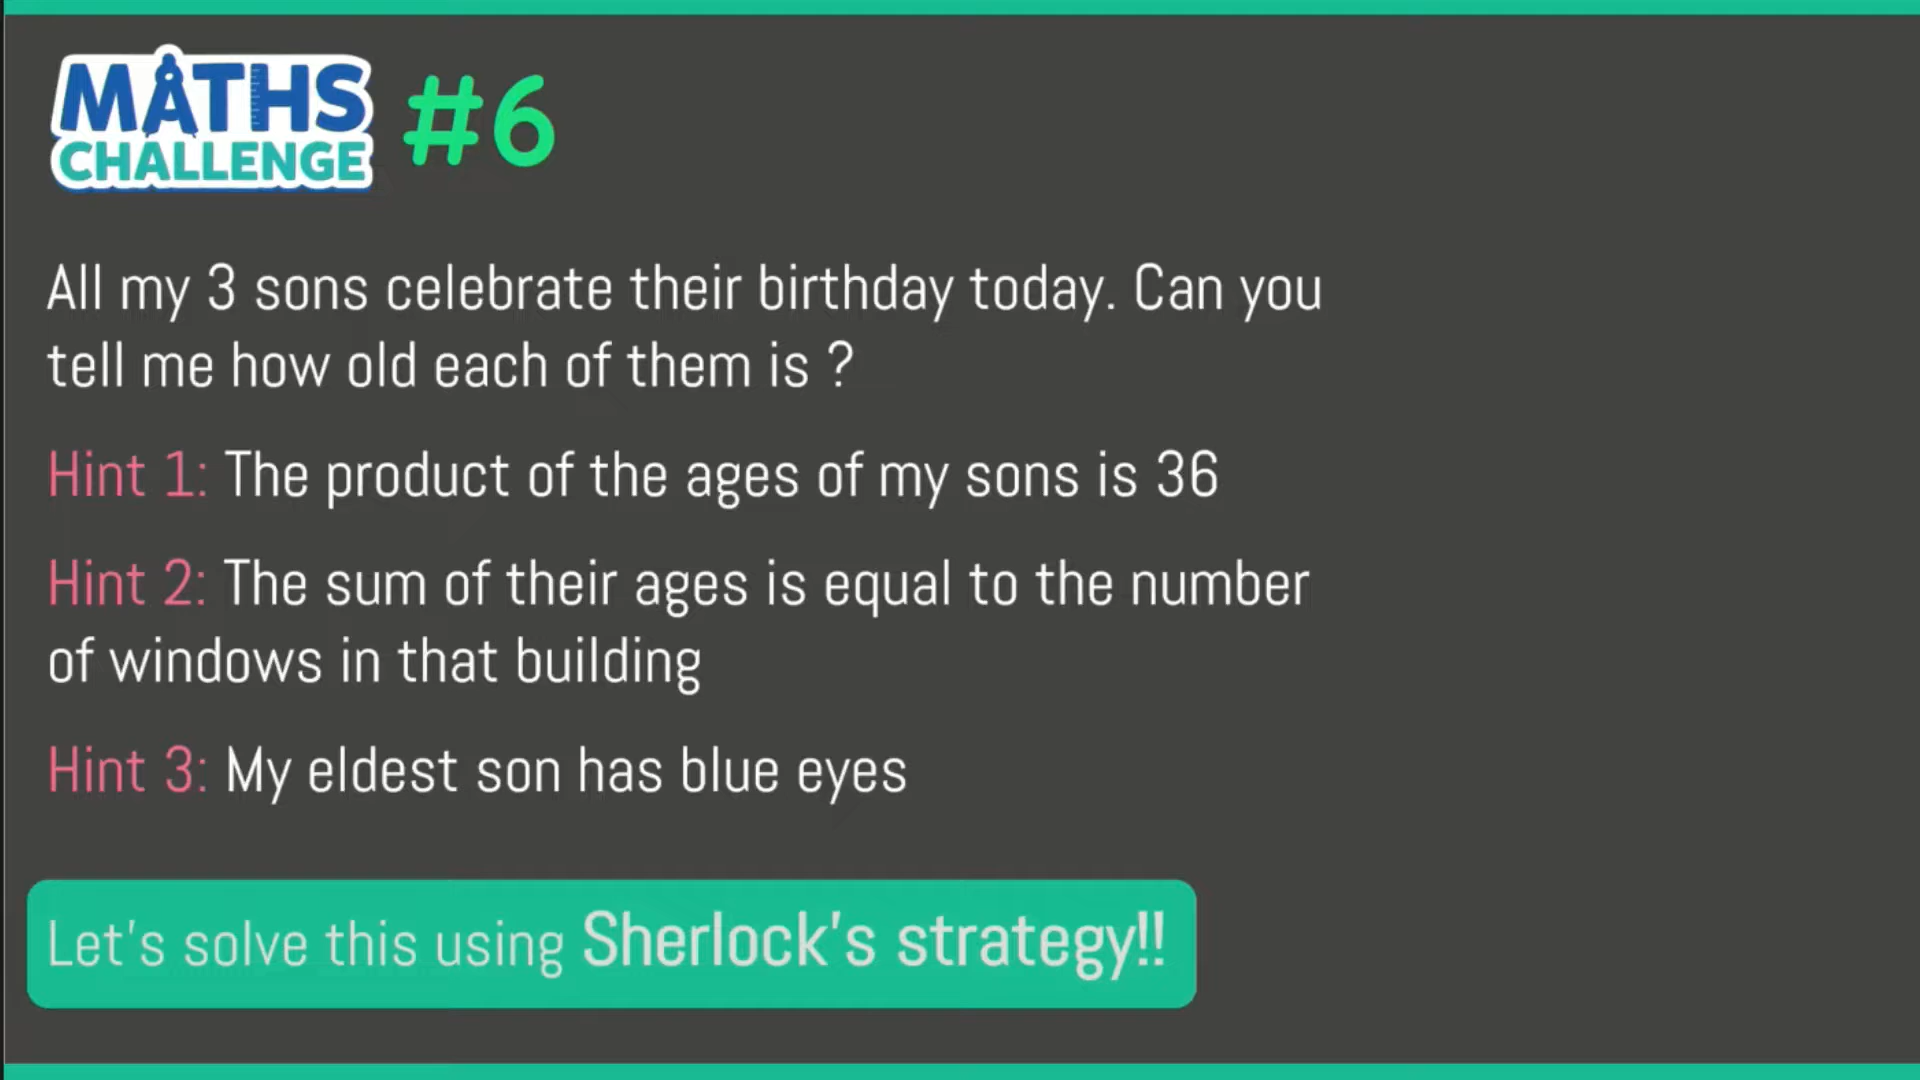 MATHS
CHALLENGE
#6
All my 3 sons celebrate their birthday today. Can you
tell me how old each of them is ?
Hint 1: The product of the ages of my sons is 36
Hint 2: The sum of their ages is equal to the number
of windows in that building
Hint 3: My eldest son has blue eyes
Let's solve this using Sherlock's strategy!!